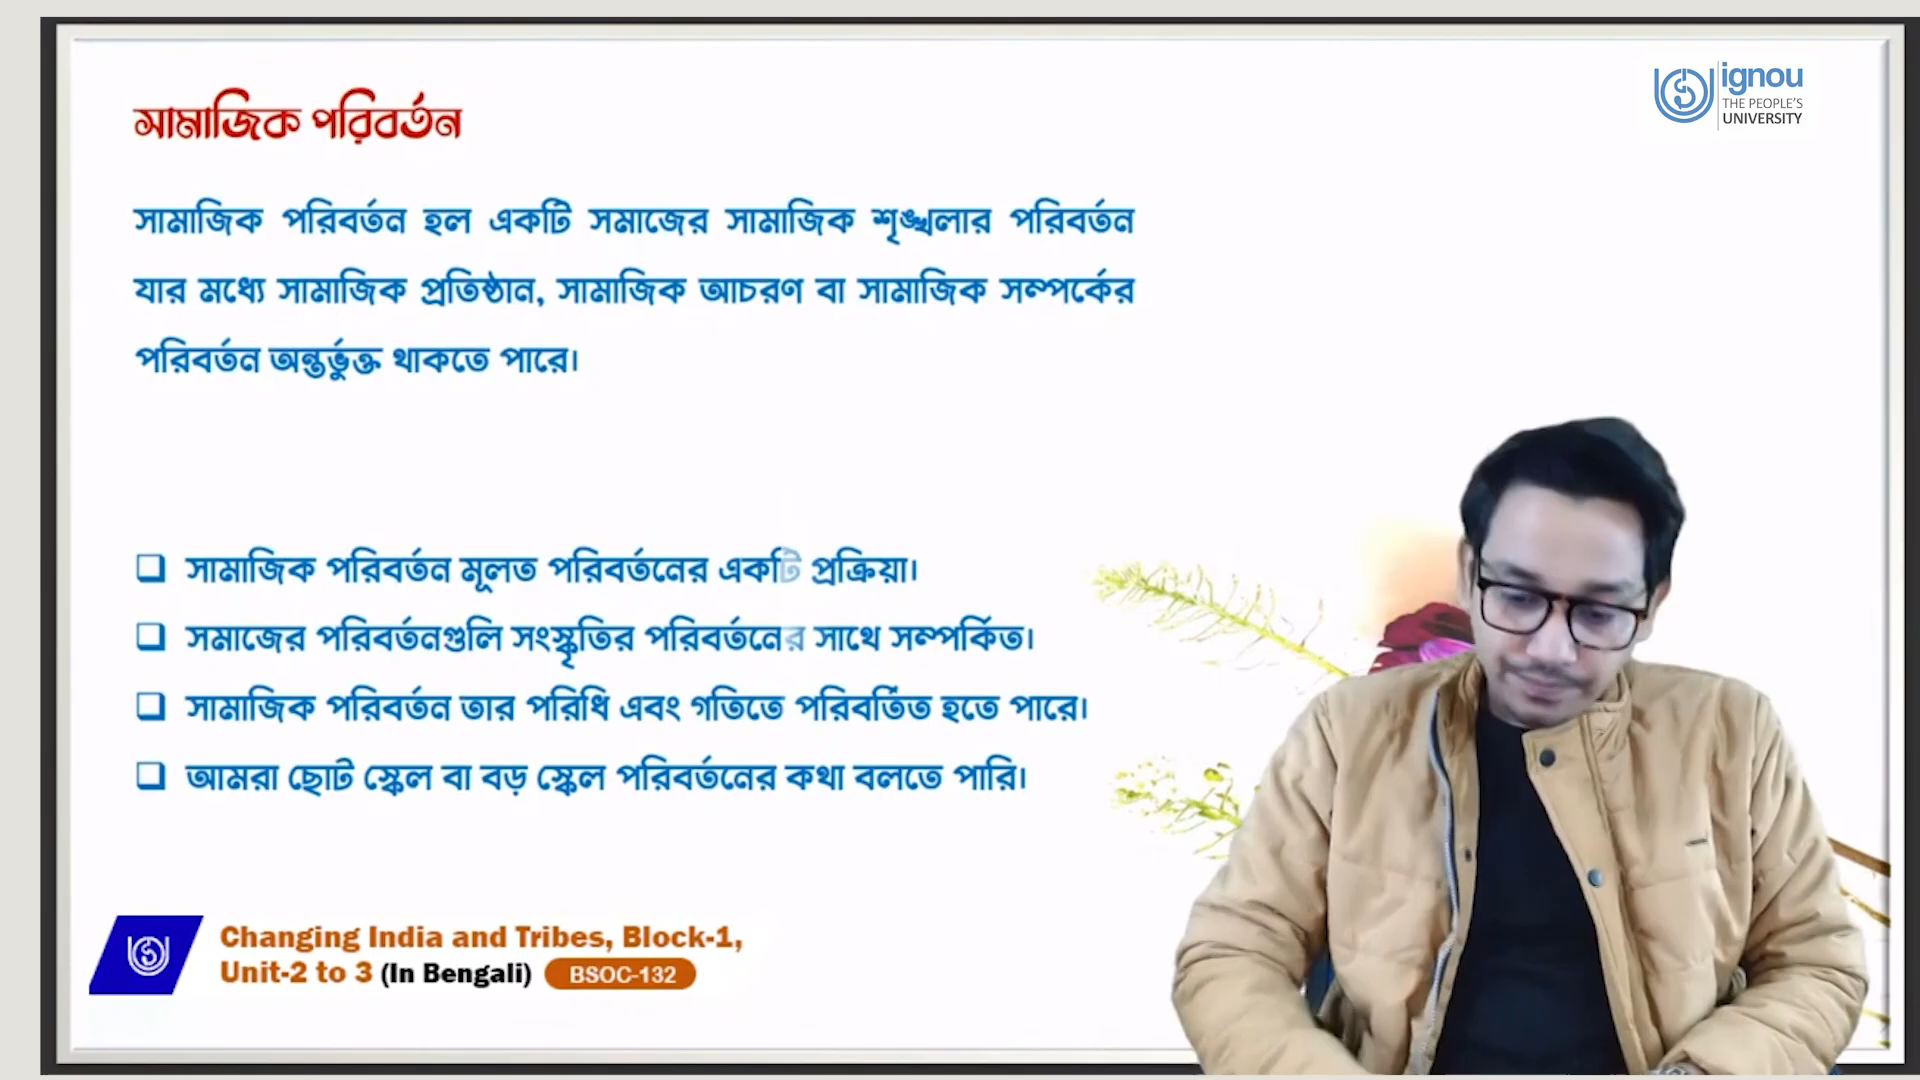 সামাজিক পরিবর্তন
ignou
THE PEOPLE'S
UNIVERSITY
সামাজিক পরিবর্তন হল একটি সমাজের সামাজিক শৃঙ্খলার পরিবর্তন
যার মধ্যে সামাজিক প্রতিষ্ঠান, সামাজিক আচরণ বা সামাজিক সম্পর্কের
পরিবর্তন অন্তর্ভুক্ত থাকতে পারে।
সামাজিক পরিবর্তন মূলত পরিবর্তনের একটি প্রক্রিয়া।
সমাজের পরিবর্তনগুলি সংস্কৃতির পরিবর্তনের সাথে সম্পর্কিত।
সামাজিক পরিবর্তন তার পরিধি এবং গতিতে পরিবর্তিত হতে পারে।
আমরা ছোট স্কেল বা বড় স্কেল পরিবর্তনের কথা বলতে পারি।
Changing India and Tribes, Block-1,
Unit-2 to 3 (In Bengali) BSOC-132